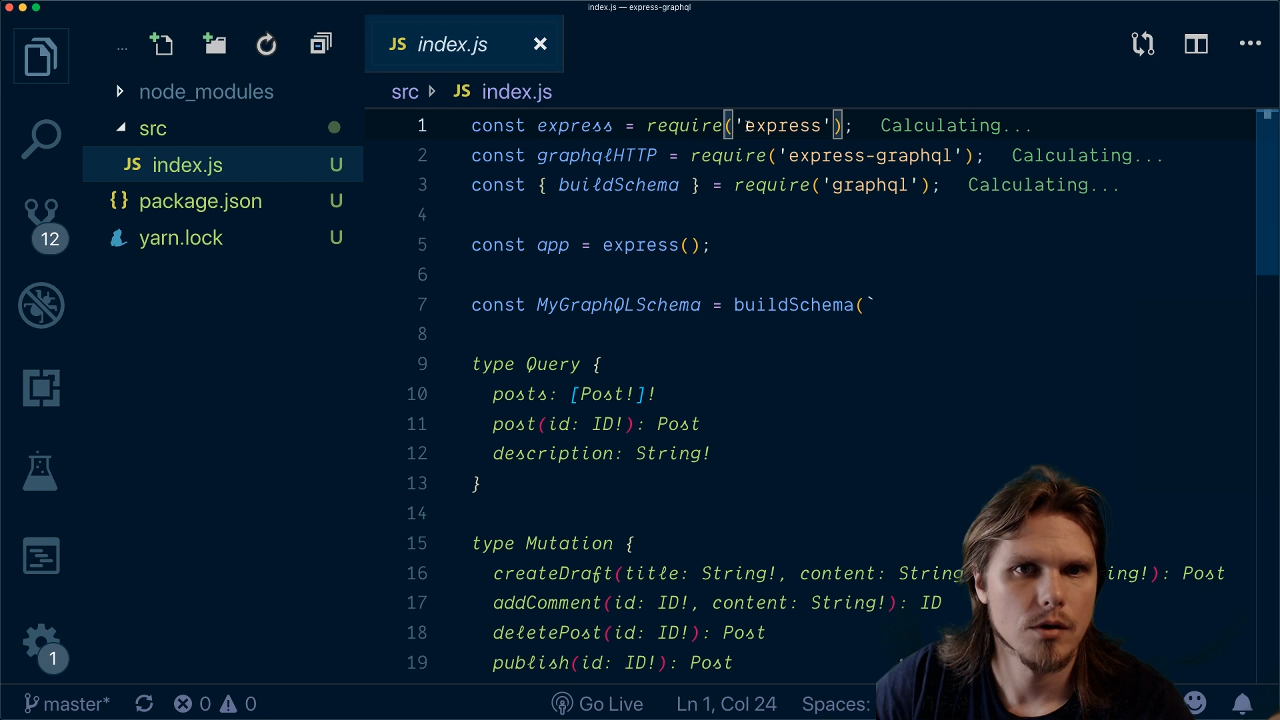 index.js — express-graphql
...
JS index.js
src JS index.js
node_modules
src
JS index.js U
{} package.json U
yarn.lock U
12
1
1 const express = require('express'); Calculating...
2 const graphqlHTTP = require('express-graphql'); Calculating...
3 const { buildSchema } = require('graphql'); Calculating...
4
5 const app = express();
6
7 const MyGraphQLSchema = buildSchema(`
8
9 type Query {
10 posts: [Post!]!
11 post(id: ID!): Post
12 description: String!
13 }
14
15 type Mutation {
16 createDraft(title: String!, content: String ing!): Post
17 addComment(id: ID!, content: String!): ID
18 deletePost(id: ID!): Post
19 publish(id: ID!): Post
master* 0 0 Go Live Ln 1, Col 24 Spaces: